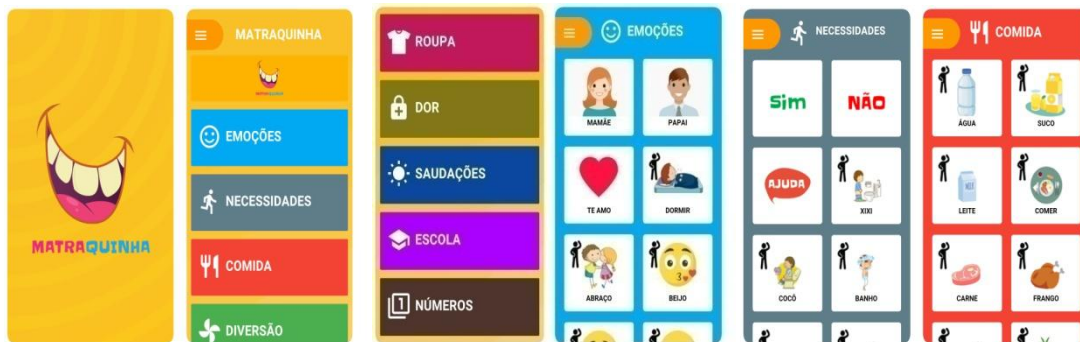 MATRAQUINHA
MATRAQUINHA
EMOÇÕES
NECESSIDADES
COMIDA
DIVERSÃO
ROUPA
DOR
SAUDAÇÕES
ESCOLA
1 NÚMEROS
EMOÇÕES
MAMÃE PAPAI
TE AMO DORMIR
ABRAÇO BEIJO
NECESSIDADES
Sim NÃO
AJUDA XIXI
COCÔ BANHO
COMIDA
ÁGUA SUCO
LEITE COMER
CARNE FRANGO